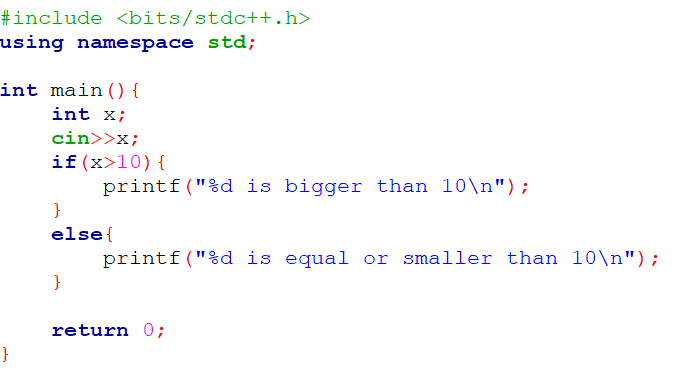 #include <bits/stdc++.h>
using namespace std;

int main(){
    int x;
    cin>>x;
    if(x>10){
        printf("%d is bigger than 10\n");
    }
    else{
        printf("%d is equal or smaller than 10\n");
    }

    return 0;
}